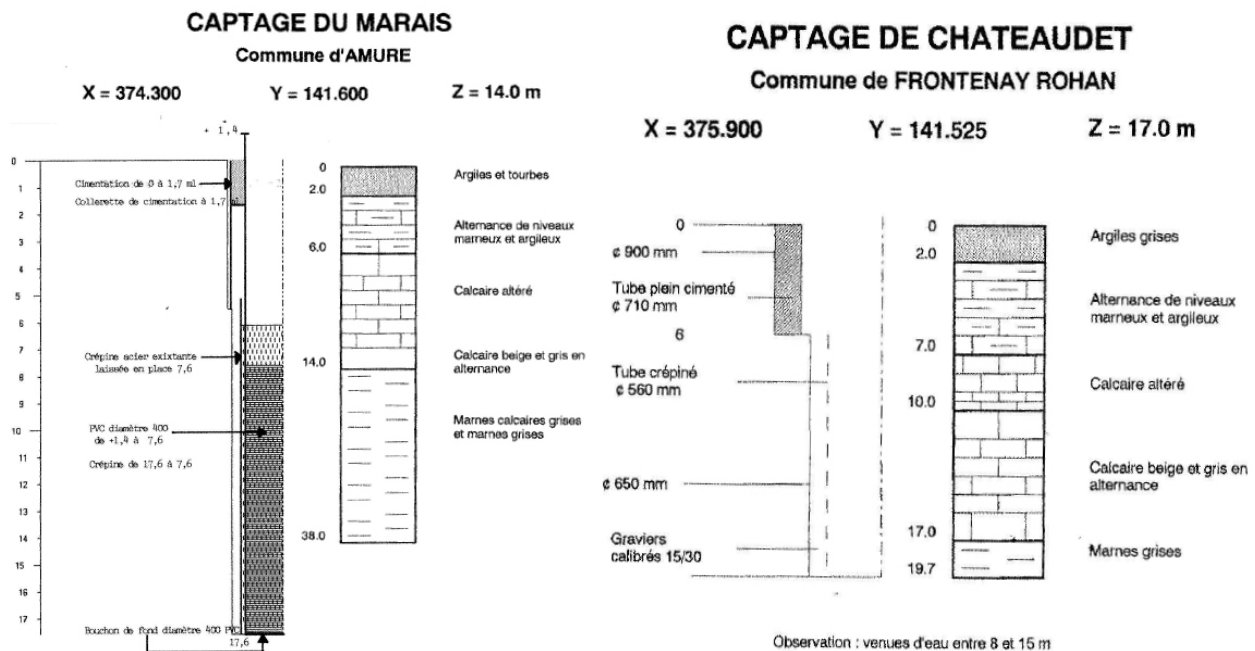 CAPTAGE DU MARAIS
Commune d'AMURE
X = 374.300 Y = 141.600 Z = 14.0 m
+ 1,4
0
1
2
3
4
5
6
7
8
9
10
11
12
13
14
15
16
17
Cimentation de Ø à 1,7 ml
Collerette de cimentation à 1,7 ml
Crépine acier exixtante
laissée en place 7,6
PVC diamètre 400
de +1,4 à 7,6
Crépine de 17,6 à 7,6
Bouchon de fond diamètre 400 PVC
17,6
0
2.0
6.0
14.0
38.0
Argiles et tourbes
Alternance de niveaux
marneux et argileux
Calcaire altéré
Calcaire beige et gris en
alternance
Marnes calcaires grises
et marnes grises
CAPTAGE DE CHATEAUDET
Commune de FRONTENAY ROHAN
X = 375.900 Y = 141.525 Z = 17.0 m
0
¢ 900 mm
Tube plein cimenté
¢ 710 mm
6
Tube crépiné
¢ 560 mm
¢ 650 mm
Graviers
calibrés 15/30
0
2.0
7.0
10.0
17.0
19.7
Argiles grises
Alternance de niveaux
marneux et argileux
Calcaire altéré
Calcaire beige et gris en
alternance
Marnes grises
Observation : venues d'eau entre 8 et 15 m